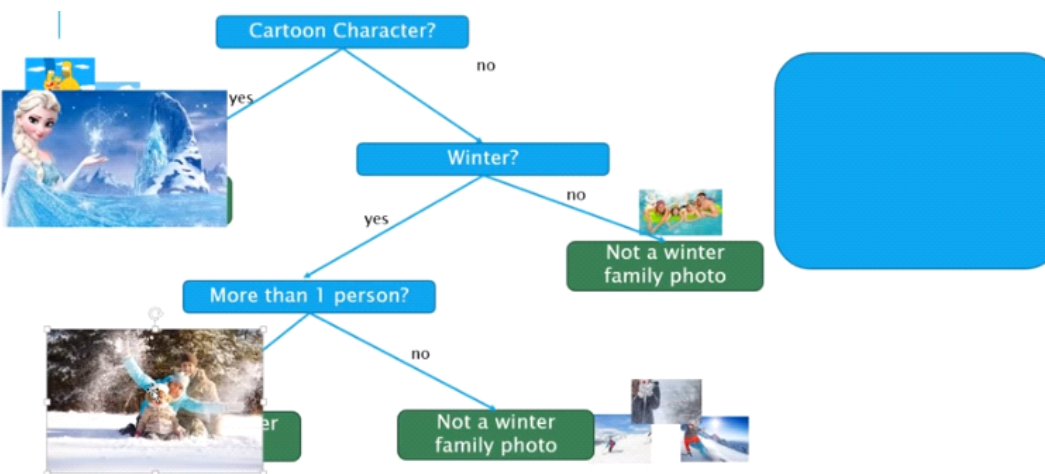 Cartoon Character?
no
yes
Winter?
no
yes
Not a winter
family photo
More than 1 person?
no
er
Not a winter
family photo